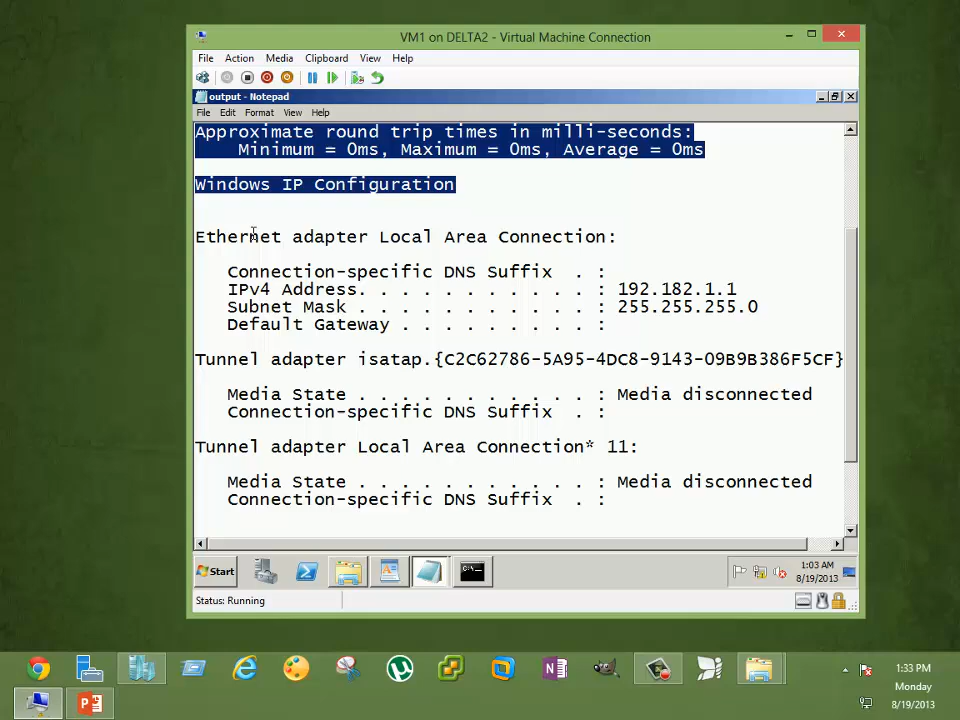 VM1 on DELTA2 - Virtual Machine Connection
File Action Media Clipboard View Help
output - Notepad
File Edit Format View Help
Approximate round trip times in milli-seconds:
Minimum = 0ms, Maximum = 0ms, Average = 0ms
Windows IP Configuration
Ethernet adapter Local Area Connection:
Connection-specific DNS Suffix . :
IPv4 Address. . . . . . . . . . . : 192.182.1.1
Subnet Mask . . . . . . . . . . . : 255.255.255.0
Default Gateway . . . . . . . . . :
Tunnel adapter isatap.{C2C62786-5A95-4DC8-9143-09B9B386F5CF}
Media State . . . . . . . . . . . : Media disconnected
Connection-specific DNS Suffix . :
Tunnel adapter Local Area Connection* 11:
Media State . . . . . . . . . . . : Media disconnected
Connection-specific DNS Suffix . :
Start
1:03 AM
8/19/2013
Status: Running
1:33 PM
Monday
8/19/2013